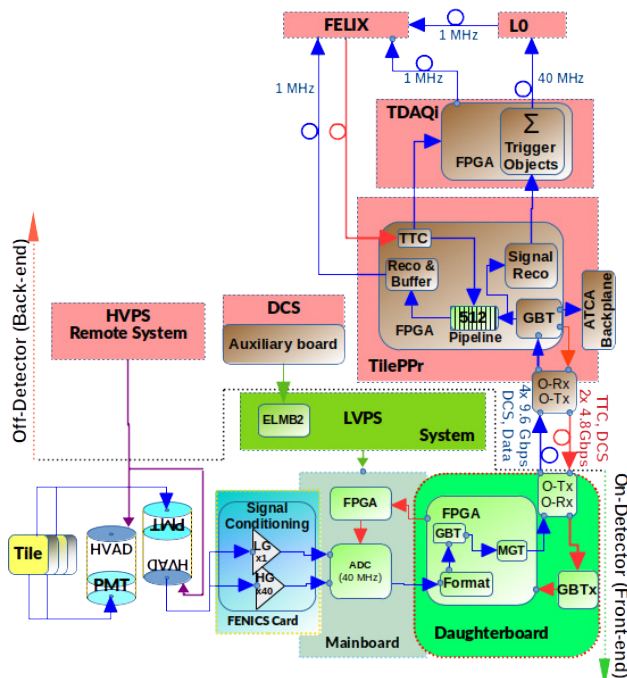 FELIX
L0
1 MHz
1 MHz
1 MHz
40 MHz
TDAQi
Σ
Trigger
Objects
FPGA
TTC
Reco &
Buffer
Signal
Reco
512
Pipeline
GBT
FPGA
TilePPr
ATCA
Backplane
Off-Detector (Back-end)
HVPS
Remote System
DCS
Auxiliary board
O-Rx
O-Tx
4x 9.6 Gbps
DCS, Data
TTC, DCS
2x 4.8Gbps
ELMB2
LVPS
System
On-Detector (Front-end)
O-Tx
O-Rx
Tile
HVAD
PMT
PMT
HVAD
Signal
Conditioning
LG
x1
HG
x40
FENICS Card
FPGA
ADC
(40 MHz)
Mainboard
FPGA
GBT
MGT
Format
GBTx
Daughterboard